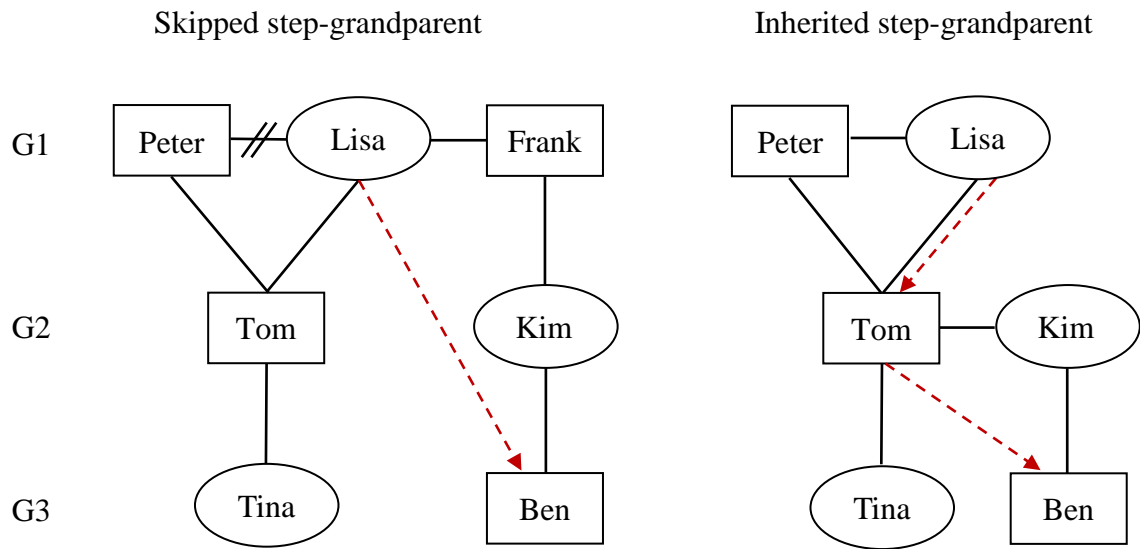 Skipped step-grandparent
Inherited step-grandparent
G1
Peter
Lisa
Frank
Peter
Lisa
G2
Tom
Kim
Tom
Kim
G3
Tina
Ben
Tina
Ben